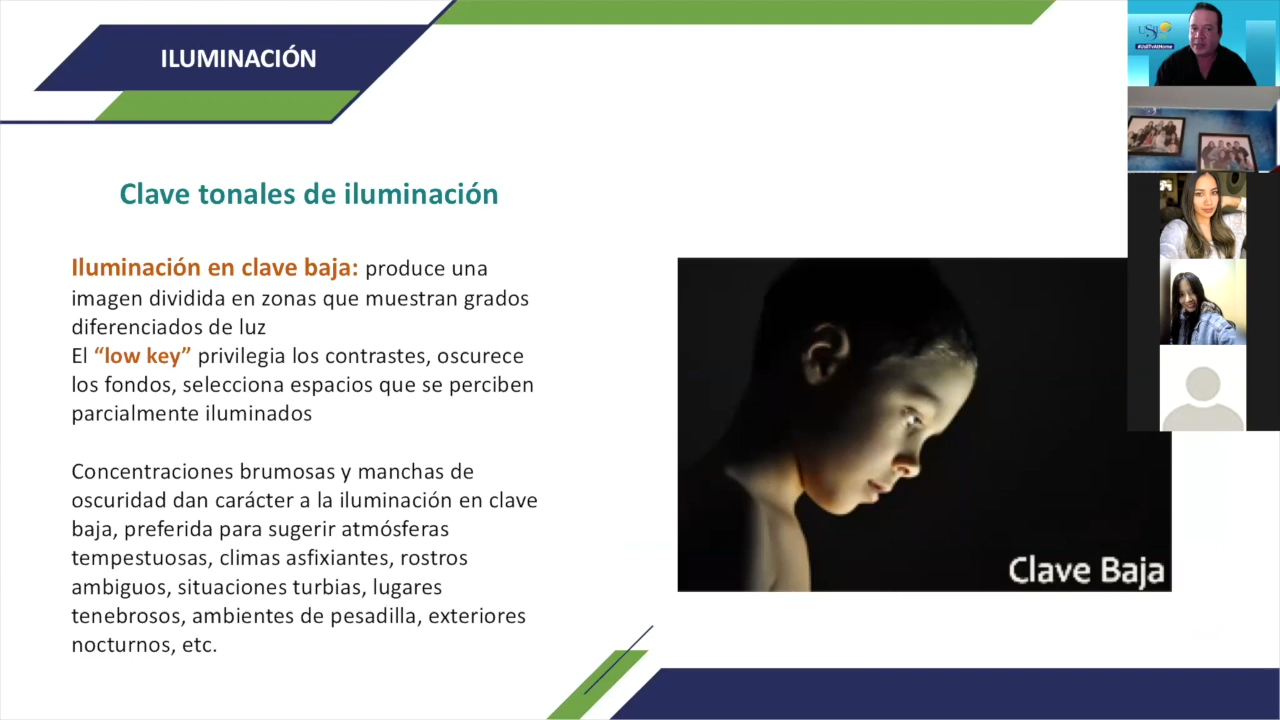 ILUMINACIÓN
Clave tonales de iluminación
Iluminación en clave baja: produce una
imagen dividida en zonas que muestran grados
diferenciados de luz
El “low key” privilegia los contrastes, oscurece
los fondos, selecciona espacios que se perciben
parcialmente iluminados
Concentraciones brumosas y manchas de
oscuridad dan carácter a la iluminación en clave
baja, preferida para sugerir atmósferas
tempestuosas, climas asfixiantes, rostros
ambiguos, situaciones turbias, lugares
tenebrosos, ambientes de pesadilla, exteriores
nocturnos, etc.
Clave Baja
#UsilTvAtHome